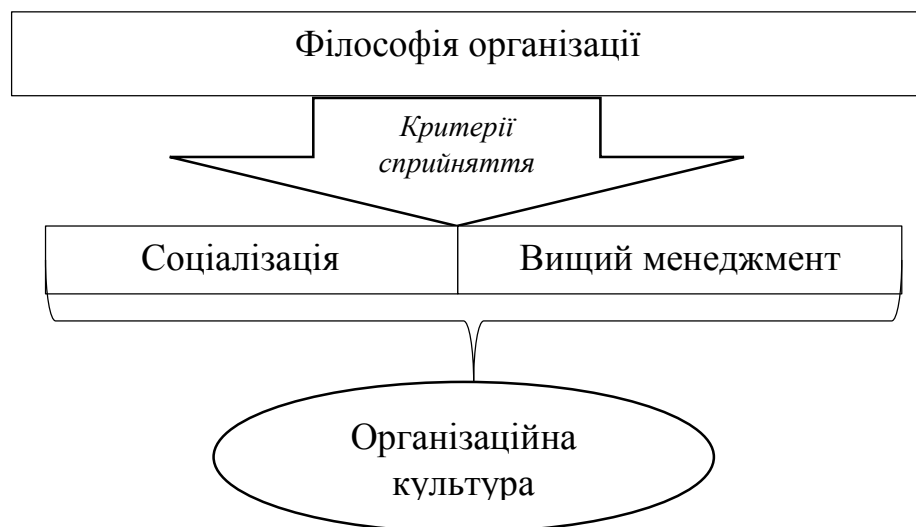 Філософія організації
Критерії
сприйняття
Соціалізація
Вищий менеджмент
Організаційна
культура